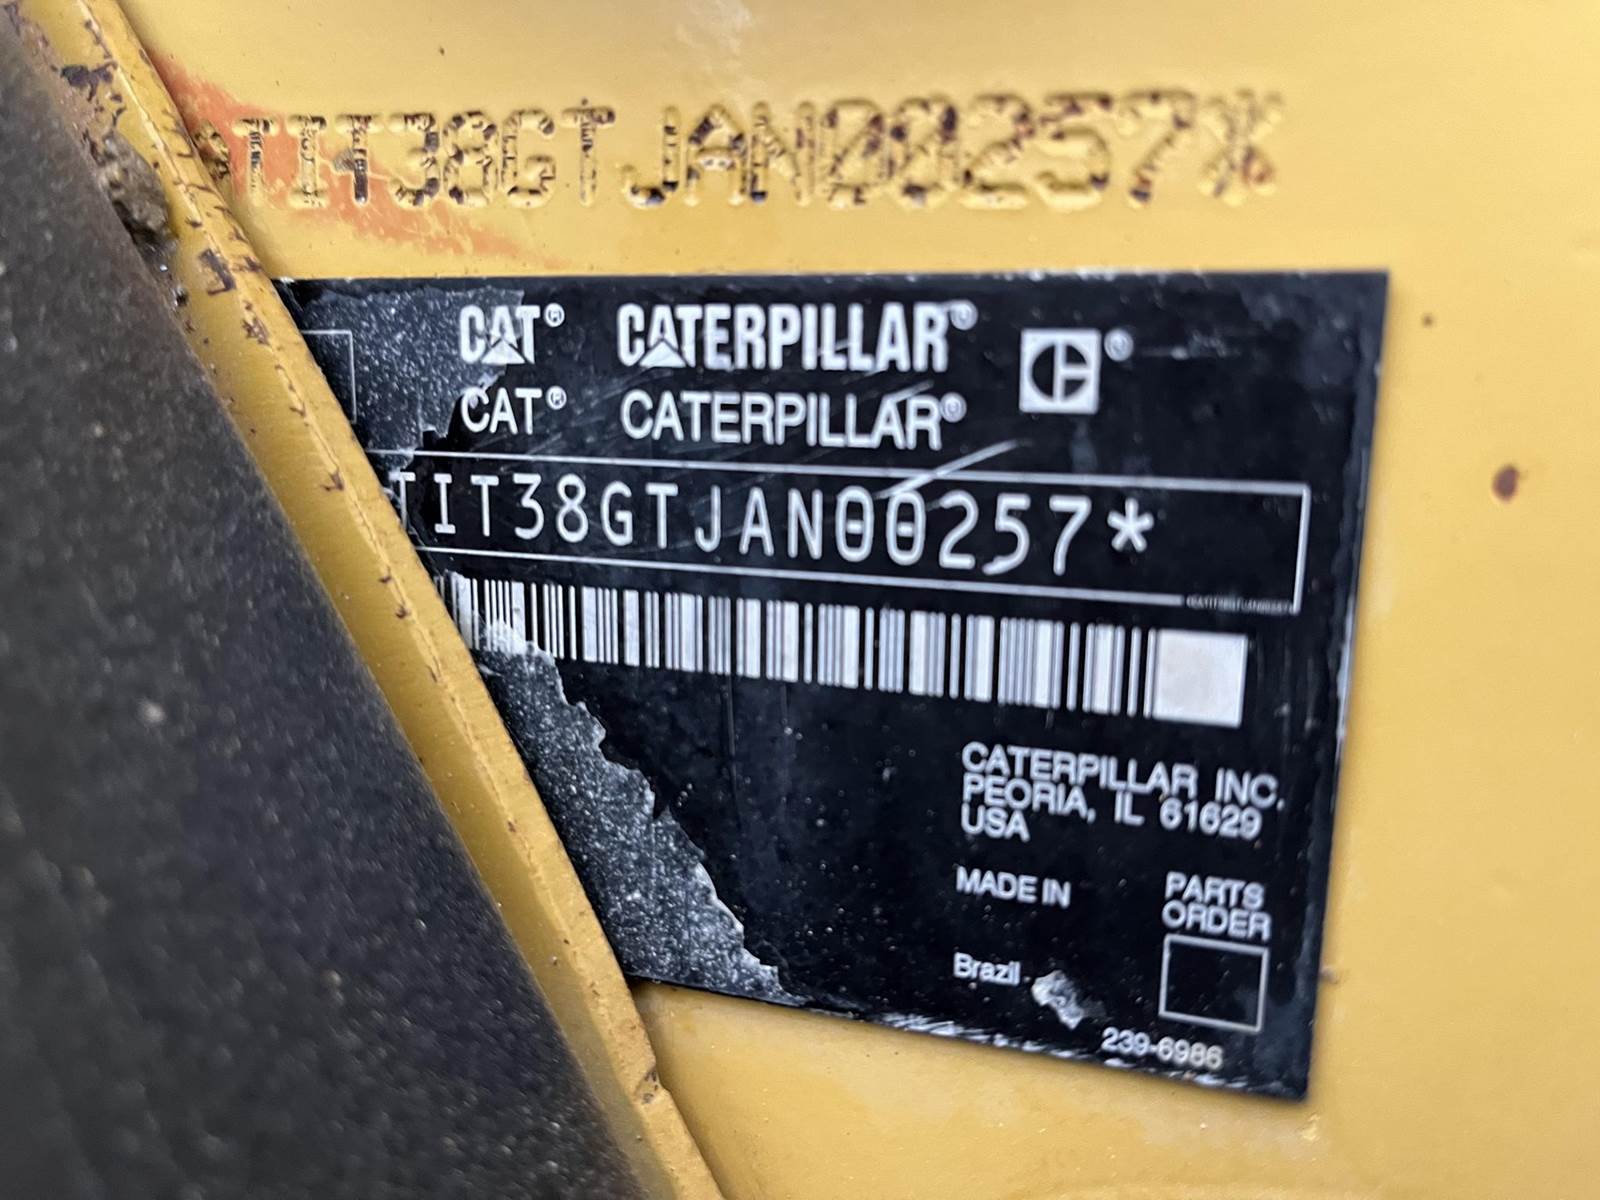 TIT38GTJAN00257*
CAT® CATERPILLAR®
CAT® CATERPILLAR®
TIT38GTJAN00257*
CATERPILLAR INC.
PEORIA, IL 61629
USA
MADE IN
PARTS
ORDER
Brazil
239-6986